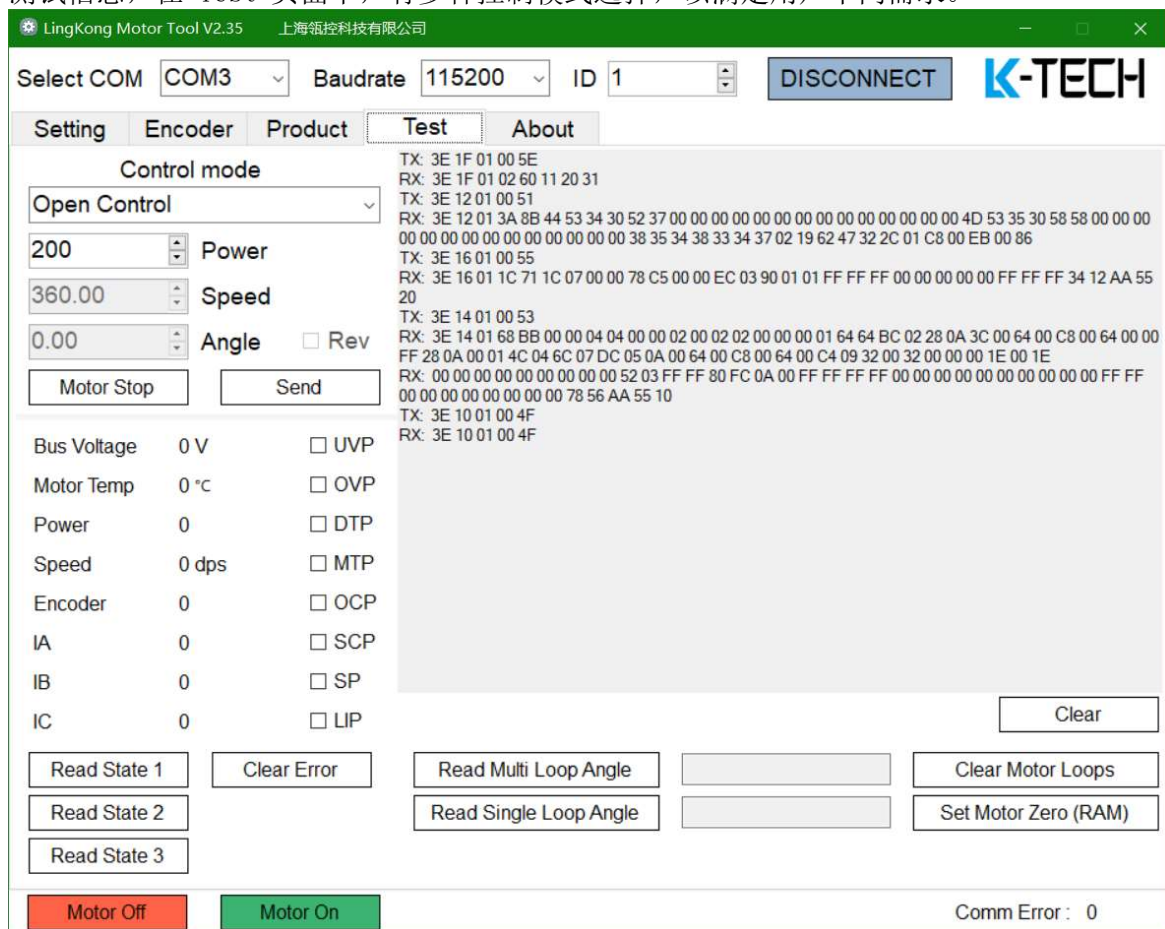 LingKong Motor Tool V2.35 上海瓴控科技有限公司
Select COM COM3 Baudrate 115200 ID 1 DISCONNECT K-TECH
Setting Encoder Product Test About
Control mode
Open Control
200 Power
360.00 Speed
0.00 Angle Rev
Motor Stop Send
Bus Voltage 0 V UVP
Motor Temp 0 °C OVP
Power 0 DTP
Speed 0 dps MTP
Encoder 0 OCP
IA 0 SCP
IB 0 SP
IC 0 LIP
TX: 3E 1F 01 00 5E
RX: 3E 1F 01 02 60 11 20 31
TX: 3E 12 01 00 51
RX: 3E 12 01 3A 8B 44 53 34 30 52 37 00 00 00 00 00 00 00 00 00 00 00 00 00 00 4D 53 35 30 58 58 00 00 00
00 00 00 00 00 00 00 00 00 00 00 38 35 34 38 33 34 37 02 19 62 47 32 2C 01 C8 00 EB 00 86
TX: 3E 16 01 00 55
RX: 3E 16 01 1C 71 1C 07 00 00 78 C5 00 00 EC 03 90 01 01 FF FF FF 00 00 00 00 00 FF FF FF 34 12 AA 55
20
TX: 3E 14 01 00 53
RX: 3E 14 01 68 BB 00 00 04 04 00 00 02 00 02 02 00 00 00 01 64 64 BC 02 28 0A 3C 00 64 00 C8 00 64 00 00
FF 28 0A 00 01 4C 04 6C 07 DC 05 0A 00 64 00 C8 00 64 00 C4 09 32 00 32 00 00 00 1E 00 1E
RX: 00 00 00 00 00 00 00 00 00 52 03 FF FF 80 FC 0A 00 FF FF FF FF 00 00 00 00 00 00 00 00 00 00 FF FF
00 00 00 00 00 00 00 00 78 56 AA 55 10
TX: 3E 10 01 00 4F
RX: 3E 10 01 00 4F
Clear
Read State 1 Clear Error Read Multi Loop Angle Clear Motor Loops
Read State 2 Read Single Loop Angle Set Motor Zero (RAM)
Read State 3
Motor Off Motor On Comm Error : 0